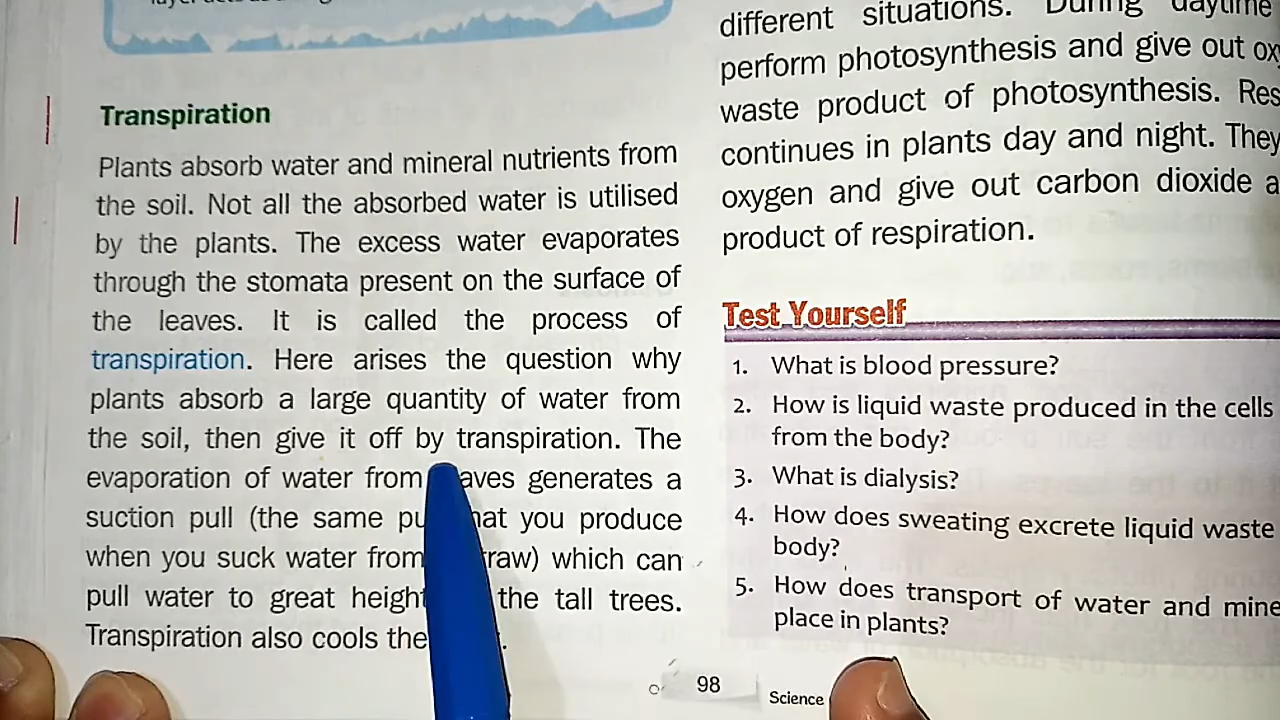 Transpiration
Plants absorb water and mineral nutrients from
the soil. Not all the absorbed water is utilised
by the plants. The excess water evaporates
through the stomata present on the surface of
the leaves. It is called the process of
transpiration. Here arises the question why
plants absorb a large quantity of water from
the soil, then give it off by transpiration. The
evaporation of water from generates a
suction pull (the same you produce
when you suck water from which can
pull water to great the tall trees.
Transpiration also cools the
different situations. During daytime
perform photosynthesis and give out
waste product of photosynthesis.
continues in plants day and night. They
oxygen and give out carbon dioxide
product of respiration.
Test Yourself
1. What is blood pressure?
2. How is liquid waste produced in the cells
from the body?
3. What is dialysis?
4. How does sweating excrete liquid waste
body?
5. How does transport of water and
place in plants?
98
Science